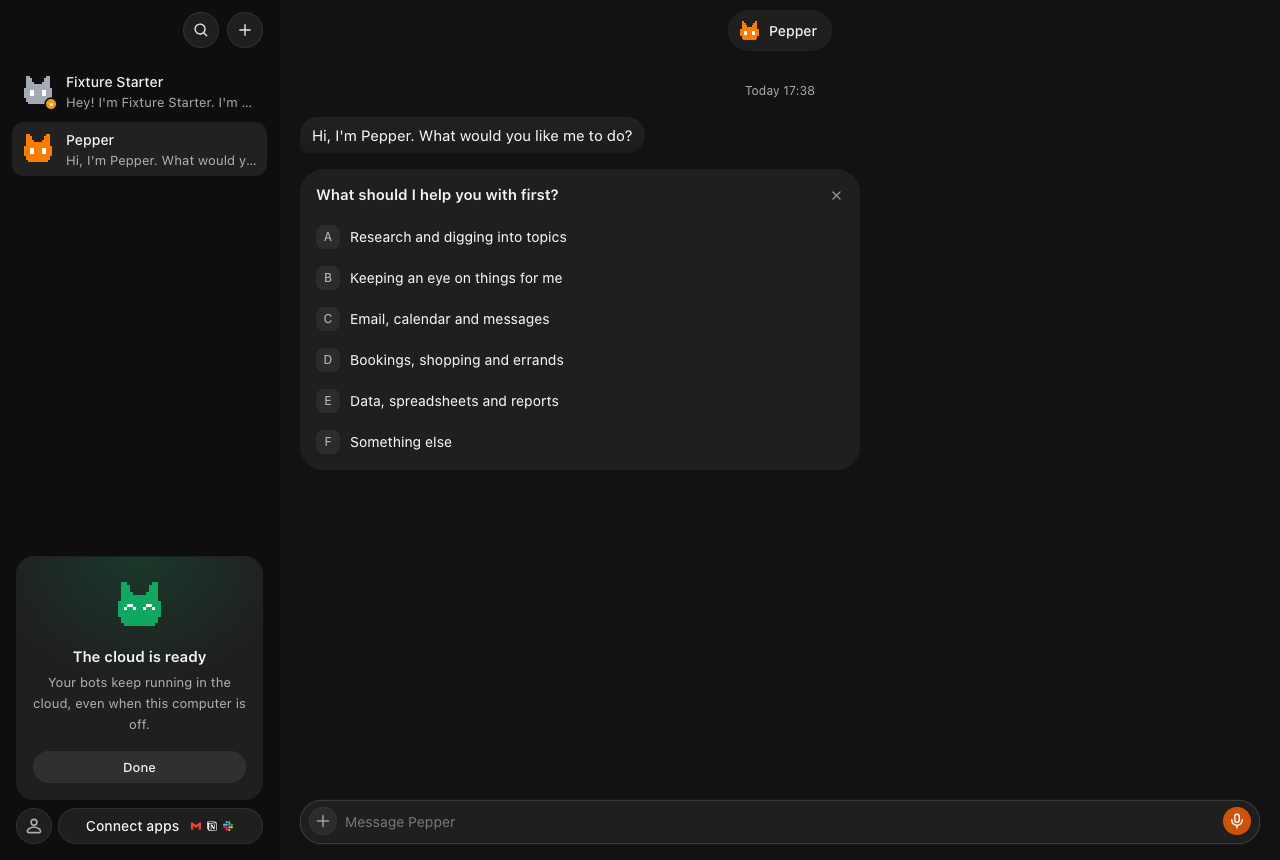 Pepper
Fixture Starter
Hey! I'm Fixture Starter. I'm ...
Pepper
Hi, I'm Pepper. What would y...
Today 17:38
Hi, I'm Pepper. What would you like me to do?
What should I help you with first?
A Research and digging into topics
B Keeping an eye on things for me
C Email, calendar and messages
D Bookings, shopping and errands
E Data, spreadsheets and reports
F Something else
The cloud is ready
Your bots keep running in the
cloud, even when this computer is
off.
Done
Connect apps
Message Pepper